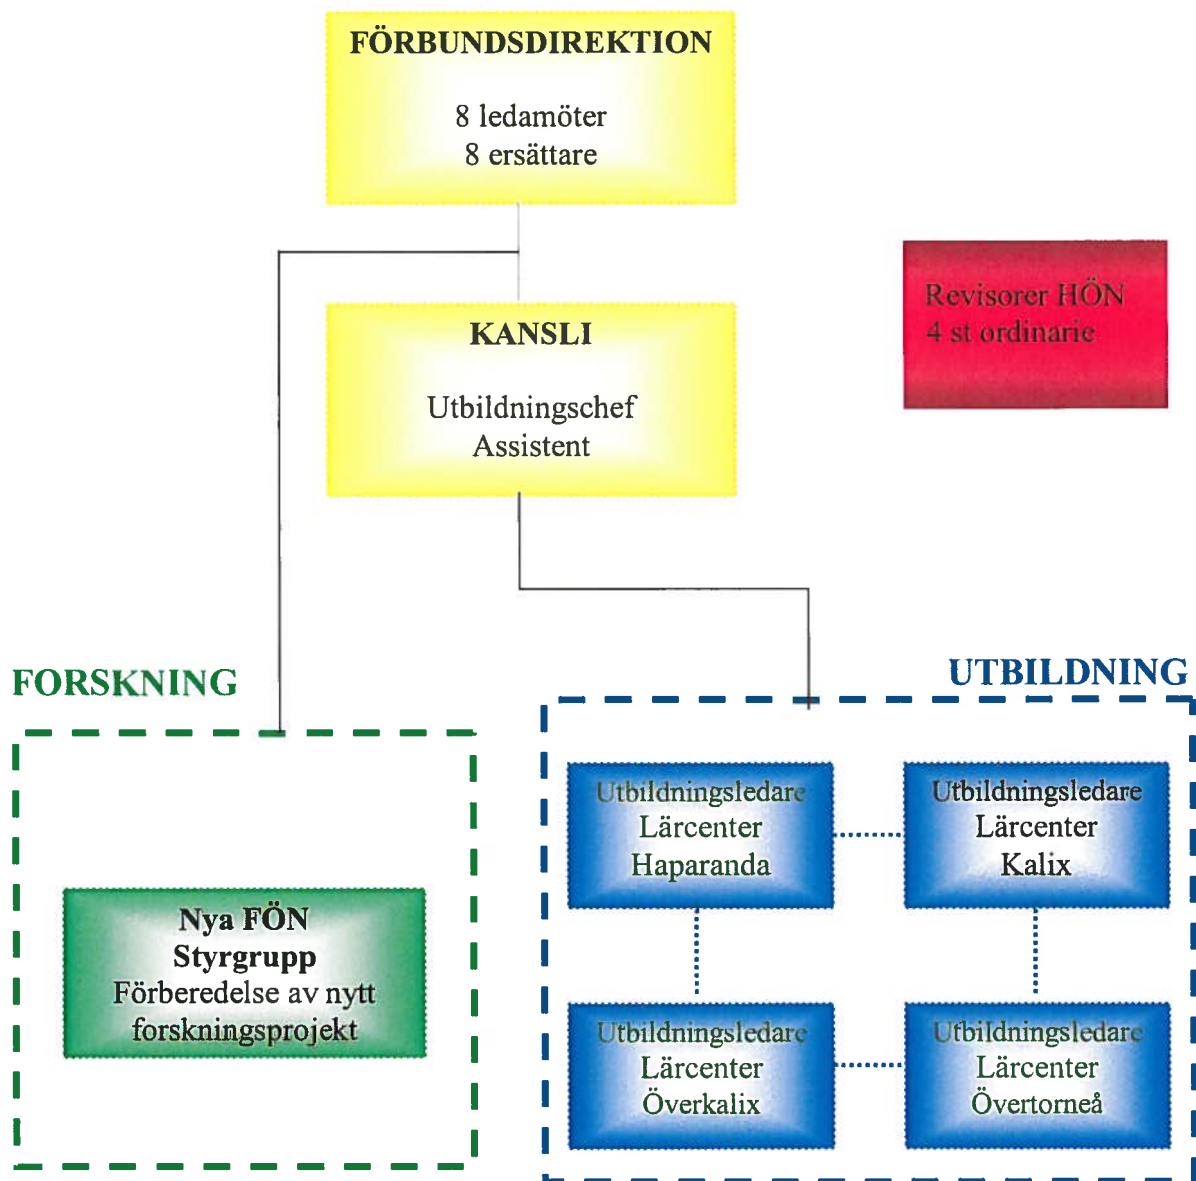 FÖRBUNDSDIREKTION
8 ledamöter
8 ersättare
Revisorer HÖN
4 st ordinarie
KANSLI
Utbildningschef
Assistent
FORSKNING
UTBILDNING
Utbildningsledare
Lärcenter
Haparanda
Utbildningsledare
Lärcenter
Kalix
Nya FÖN
Styrgrupp
Förberedelse av nytt
forskningsprojekt
Utbildningsledare
Lärcenter
Överkalix
Utbildningsledare
Lärcenter
Övertorneå